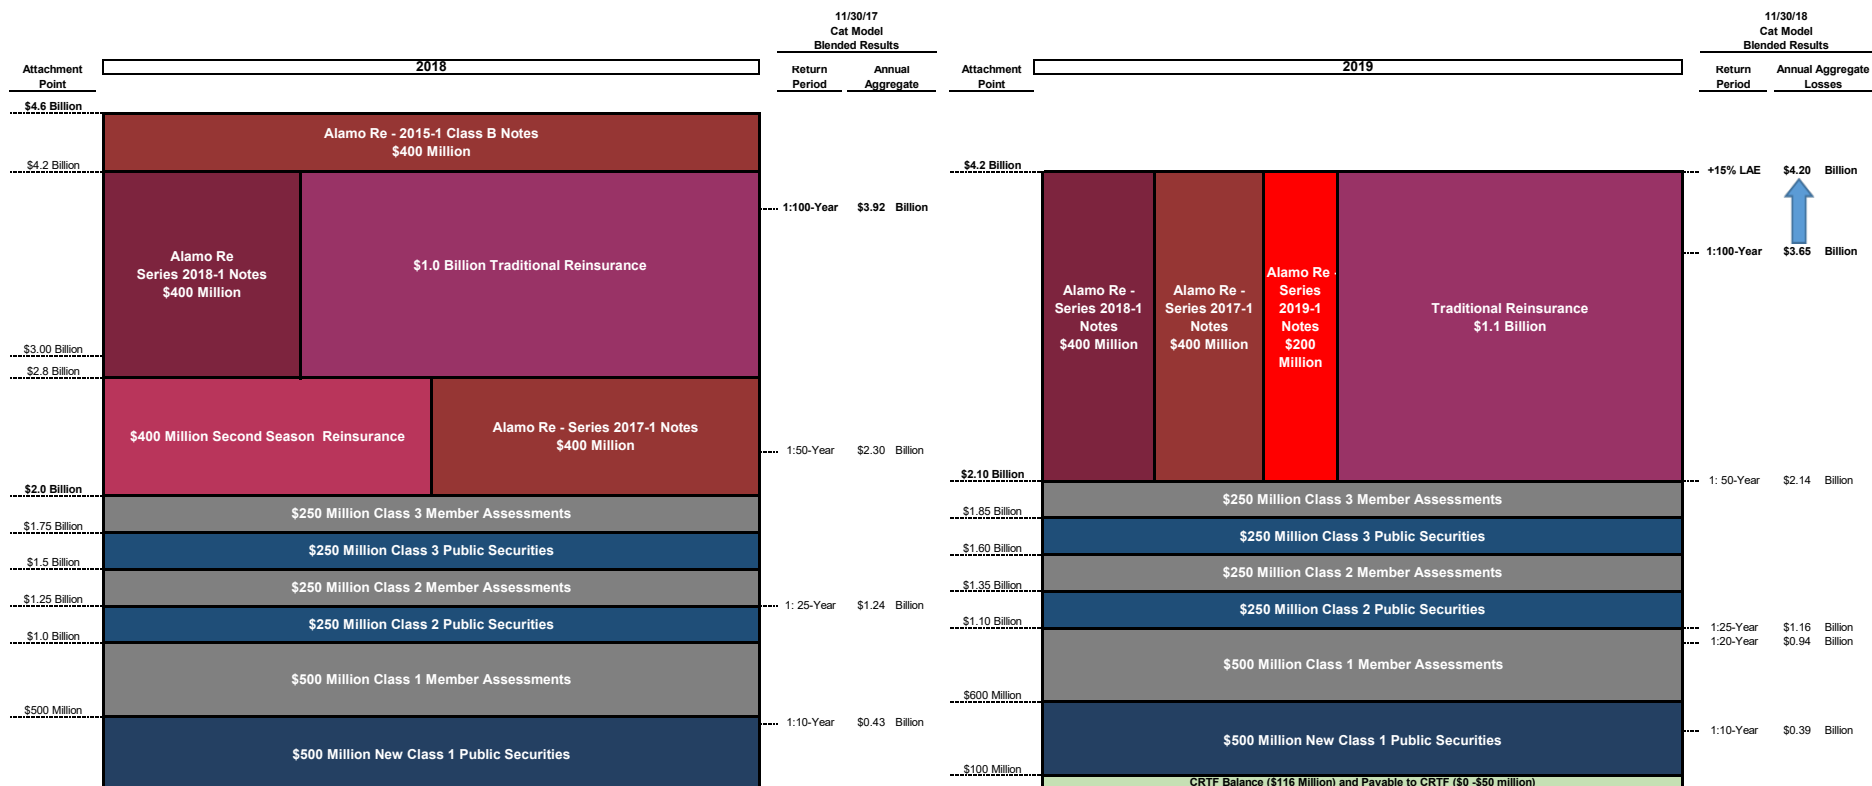 11/30/17
Cat Model
Blended Results
Attachment
Point
2018
Return
Period
Annual
Aggregate
$4.6 Billion
Alamo Re - 2015-1 Class B Notes
$400 Million
$4.2 Billion
Alamo Re
Series 2018-1 Notes
$400 Million
$1.0 Billion Traditional Reinsurance
1:100-Year $3.92 Billion
$3.00 Billion
$2.8 Billion
$400 Million Second Season Reinsurance
Alamo Re - Series 2017-1 Notes
$400 Million
1:50-Year $2.30 Billion
$2.0 Billion
$250 Million Class 3 Member Assessments
$1.75 Billion
$250 Million Class 3 Public Securities
$1.5 Billion
$250 Million Class 2 Member Assessments
$1.25 Billion
1: 25-Year $1.24 Billion
$250 Million Class 2 Public Securities
$1.0 Billion
$500 Million Class 1 Member Assessments
$500 Million
1:10-Year $0.43 Billion
$500 Million New Class 1 Public Securities
11/30/18
Cat Model
Blended Results
Attachment
Point
2019
Return
Period
Annual Aggregate
Losses
$4.2 Billion
+15% LAE $4.20 Billion
1:100-Year $3.65 Billion
Alamo Re -
Series 2018-1
Notes
$400 Million
Alamo Re -
Series 2017-1
Notes
$400 Million
Alamo Re -
Series
2019-1
Notes
$200
Million
Traditional Reinsurance
$1.1 Billion
$2.10 Billion
1: 50-Year $2.14 Billion
$250 Million Class 3 Member Assessments
$1.85 Billion
$250 Million Class 3 Public Securities
$1.60 Billion
$250 Million Class 2 Member Assessments
$1.35 Billion
$250 Million Class 2 Public Securities
$1.10 Billion
1:25-Year $1.16 Billion
1:20-Year $0.94 Billion
$500 Million Class 1 Member Assessments
$600 Million
1:10-Year $0.39 Billion
$500 Million New Class 1 Public Securities
$100 Million
CRTF Balance ($116 Million) and Payable to CRTF ($0 -$50 million)